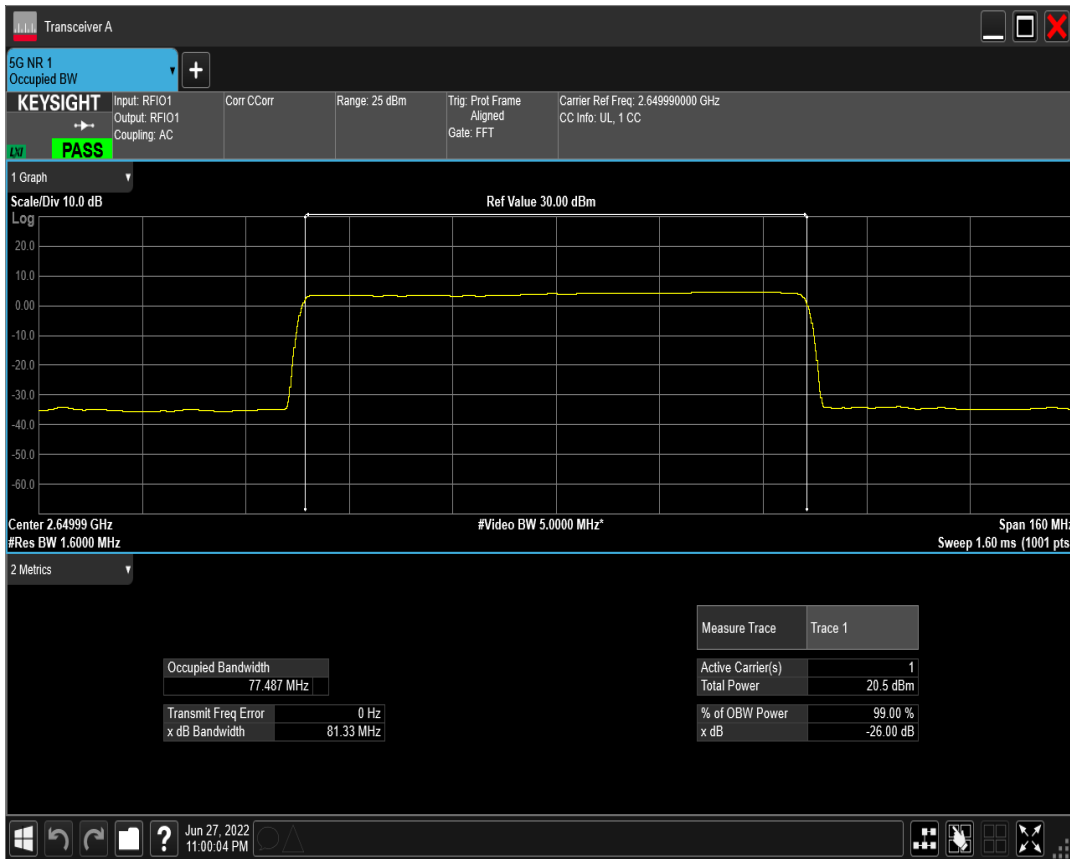 Transceiver A
5G NR 1
Occupied BW
KEYSIGHT
LXI
PASS
Input: RFIO1
Output: RFIO1
Coupling: AC
Corr CCorr
Range: 25 dBm
Trig: Prot Frame
Aligned
Gate: FFT
Carrier Ref Freq: 2.649990000 GHz
CC Info: UL, 1 CC
1 Graph
Scale/Div 10.0 dB
Ref Value 30.00 dBm
Log
20.0
10.0
0.00
-10.0
-20.0
-30.0
-40.0
-50.0
-60.0
Center 2.64999 GHz
#Video BW 5.0000 MHz*
Span 160 MHz
#Res BW 1.6000 MHz
Sweep 1.60 ms (1001 pts
2 Metrics
Measure Trace Trace 1
Occupied Bandwidth
77.487 MHz
Active Carrier(s) 1
Total Power 20.5 dBm
Transmit Freq Error 0 Hz
x dB Bandwidth 81.33 MHz
% of OBW Power 99.00 %
x dB -26.00 dB
?
Jun 27, 2022
11:00:04 PM